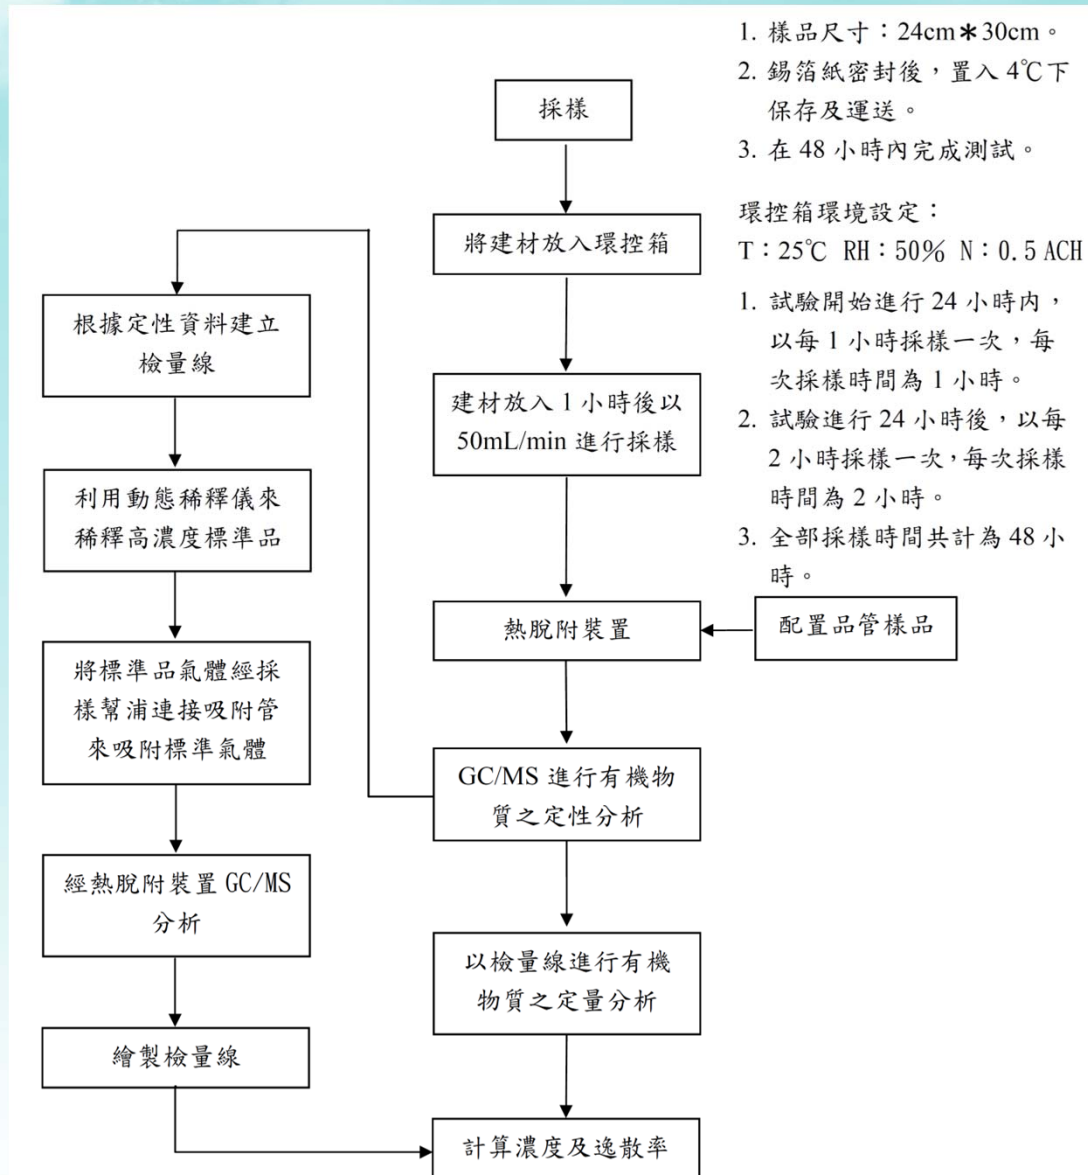 採樣
將建材放入環控箱
建材放入 1 小時後以
50mL/min 進行採樣
熱脫附裝置
配置品管樣品
GC/MS 進行有機物
質之定性分析
以檢量線進行有機
物質之定量分析
計算濃度及逸散率
根據定性資料建立
檢量線
利用動態稀釋儀來
稀釋高濃度標準品
將標準品氣體經採
樣幫浦連接吸附管
來吸附標準氣體
經熱脫附裝置 GC/MS
分析
繪製檢量線
1. 樣品尺寸：24cm＊30cm。
2. 錫箔紙密封後，置入 4℃下
保存及運送。
3. 在 48 小時內完成測試。
環控箱環境設定：
T：25℃ RH：50% N：0.5 ACH
1. 試驗開始進行 24 小時內，
以每 1 小時採樣一次，每
次採樣時間為 1 小時。
2. 試驗進行 24 小時後，以每
2 小時採樣一次，每次採樣
時間為 2 小時。
3. 全部採樣時間共計為 48 小
時。